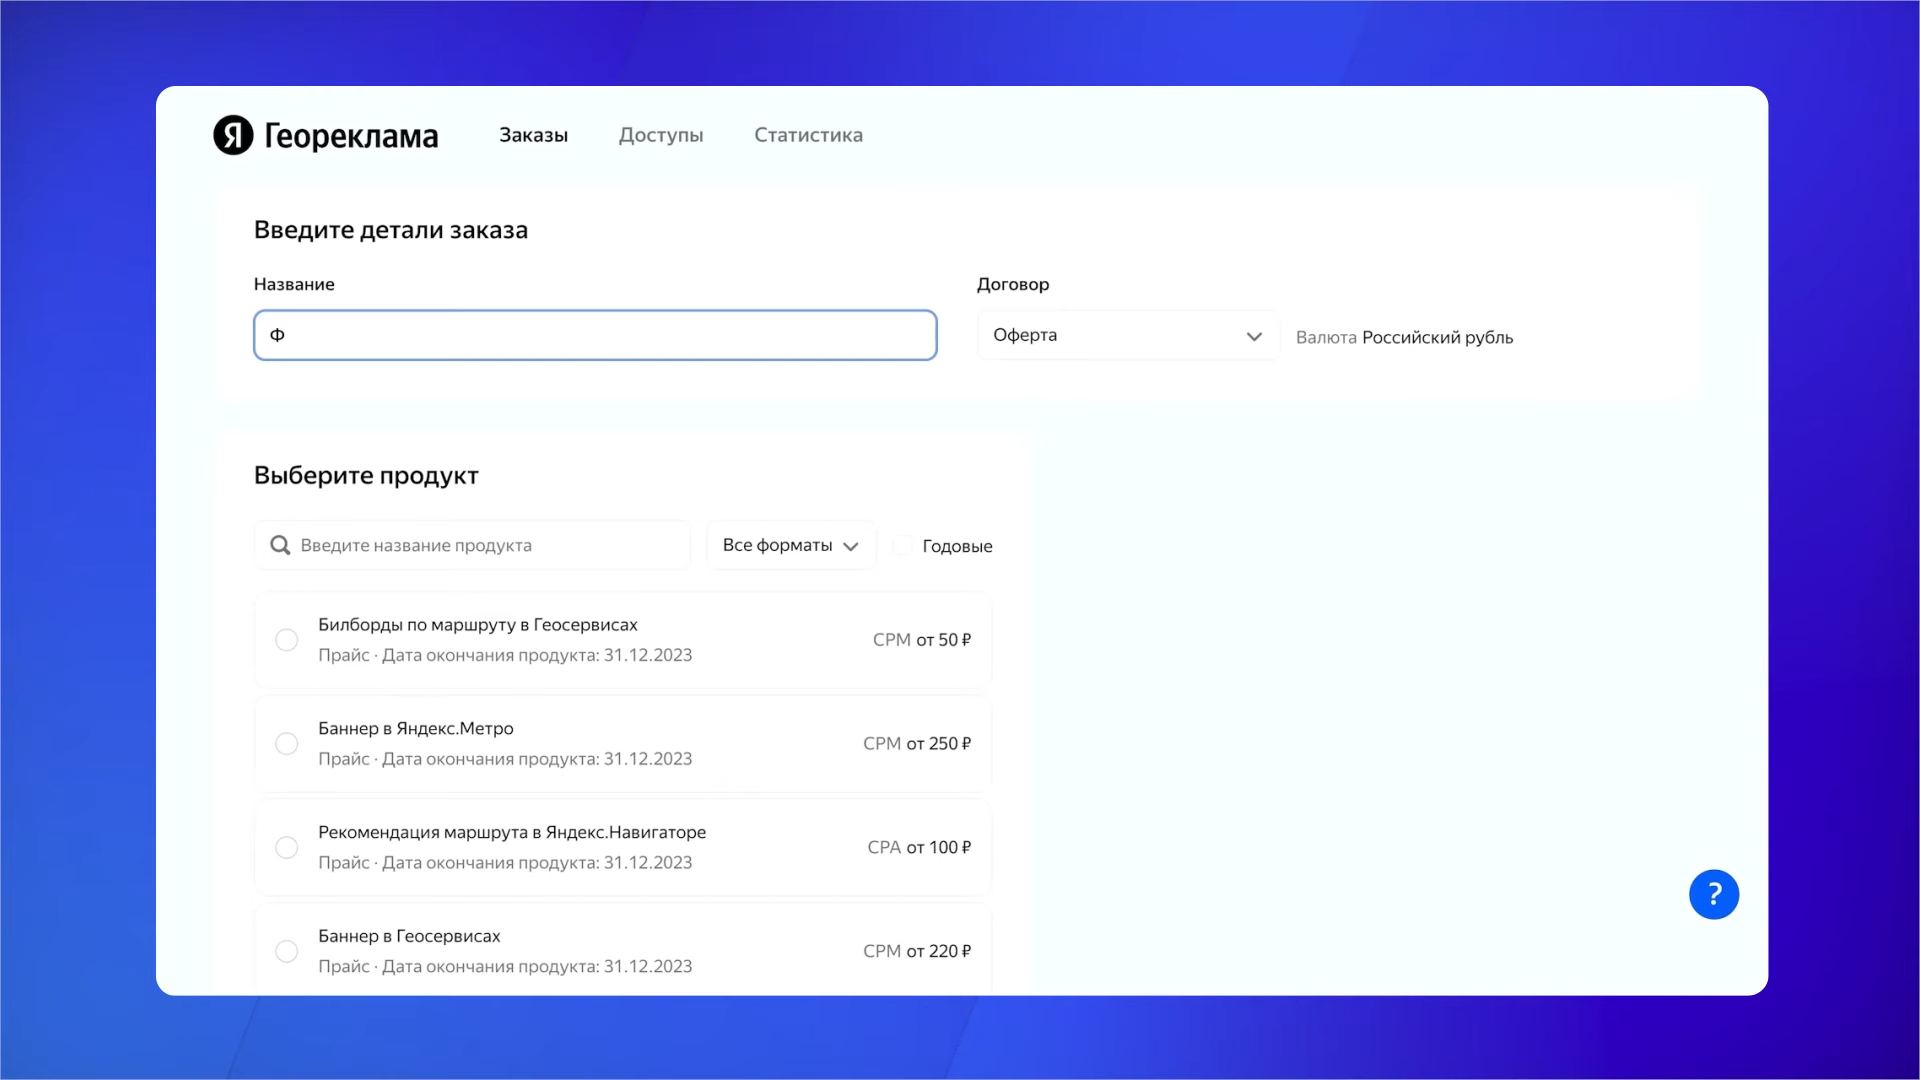 Я Геореклама
Заказы
Доступы
Статистика
Введите детали заказа
Название
Договор
Ф
Оферта
Валюта Российский рубль
Выберите продукт
Введите название продукта
Все форматы
Годовые
Билборды по маршруту в Геосервисах
Прайс · Дата окончания продукта: 31.12.2023
CPM от 50 ₽
Баннер в Яндекс.Метро
Прайс · Дата окончания продукта: 31.12.2023
CPM от 250 ₽
Рекомендация маршрута в Яндекс.Навигаторе
Прайс · Дата окончания продукта: 31.12.2023
CPA от 100 ₽
Баннер в Геосервисах
Прайс · Дата окончания продукта: 31.12.2023
CPM от 220 ₽
?